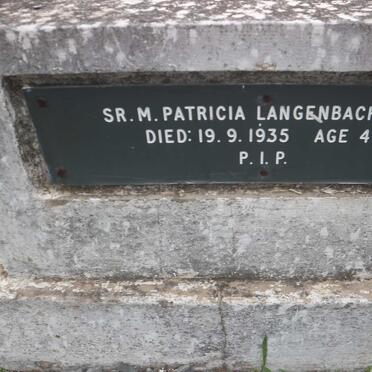 SR. M. PATRICIA LANGENBACH
DIED: 19. 9. 1935 AGE 4
P. I. P.